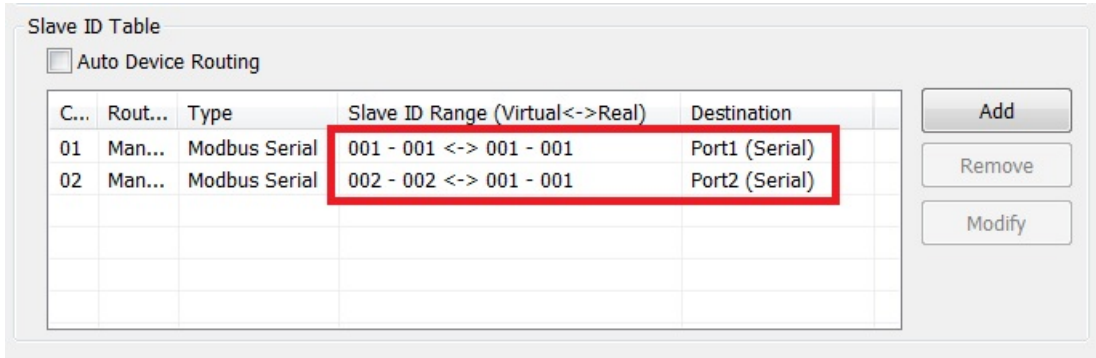 Slave ID Table
Auto Device Routing
C... Rout... Type Slave ID Range (Virtual<->Real) Destination
01 Man... Modbus Serial 001 - 001 <-> 001 - 001 Port1 (Serial)
02 Man... Modbus Serial 002 - 002 <-> 001 - 001 Port2 (Serial)
Add
Remove
Modify